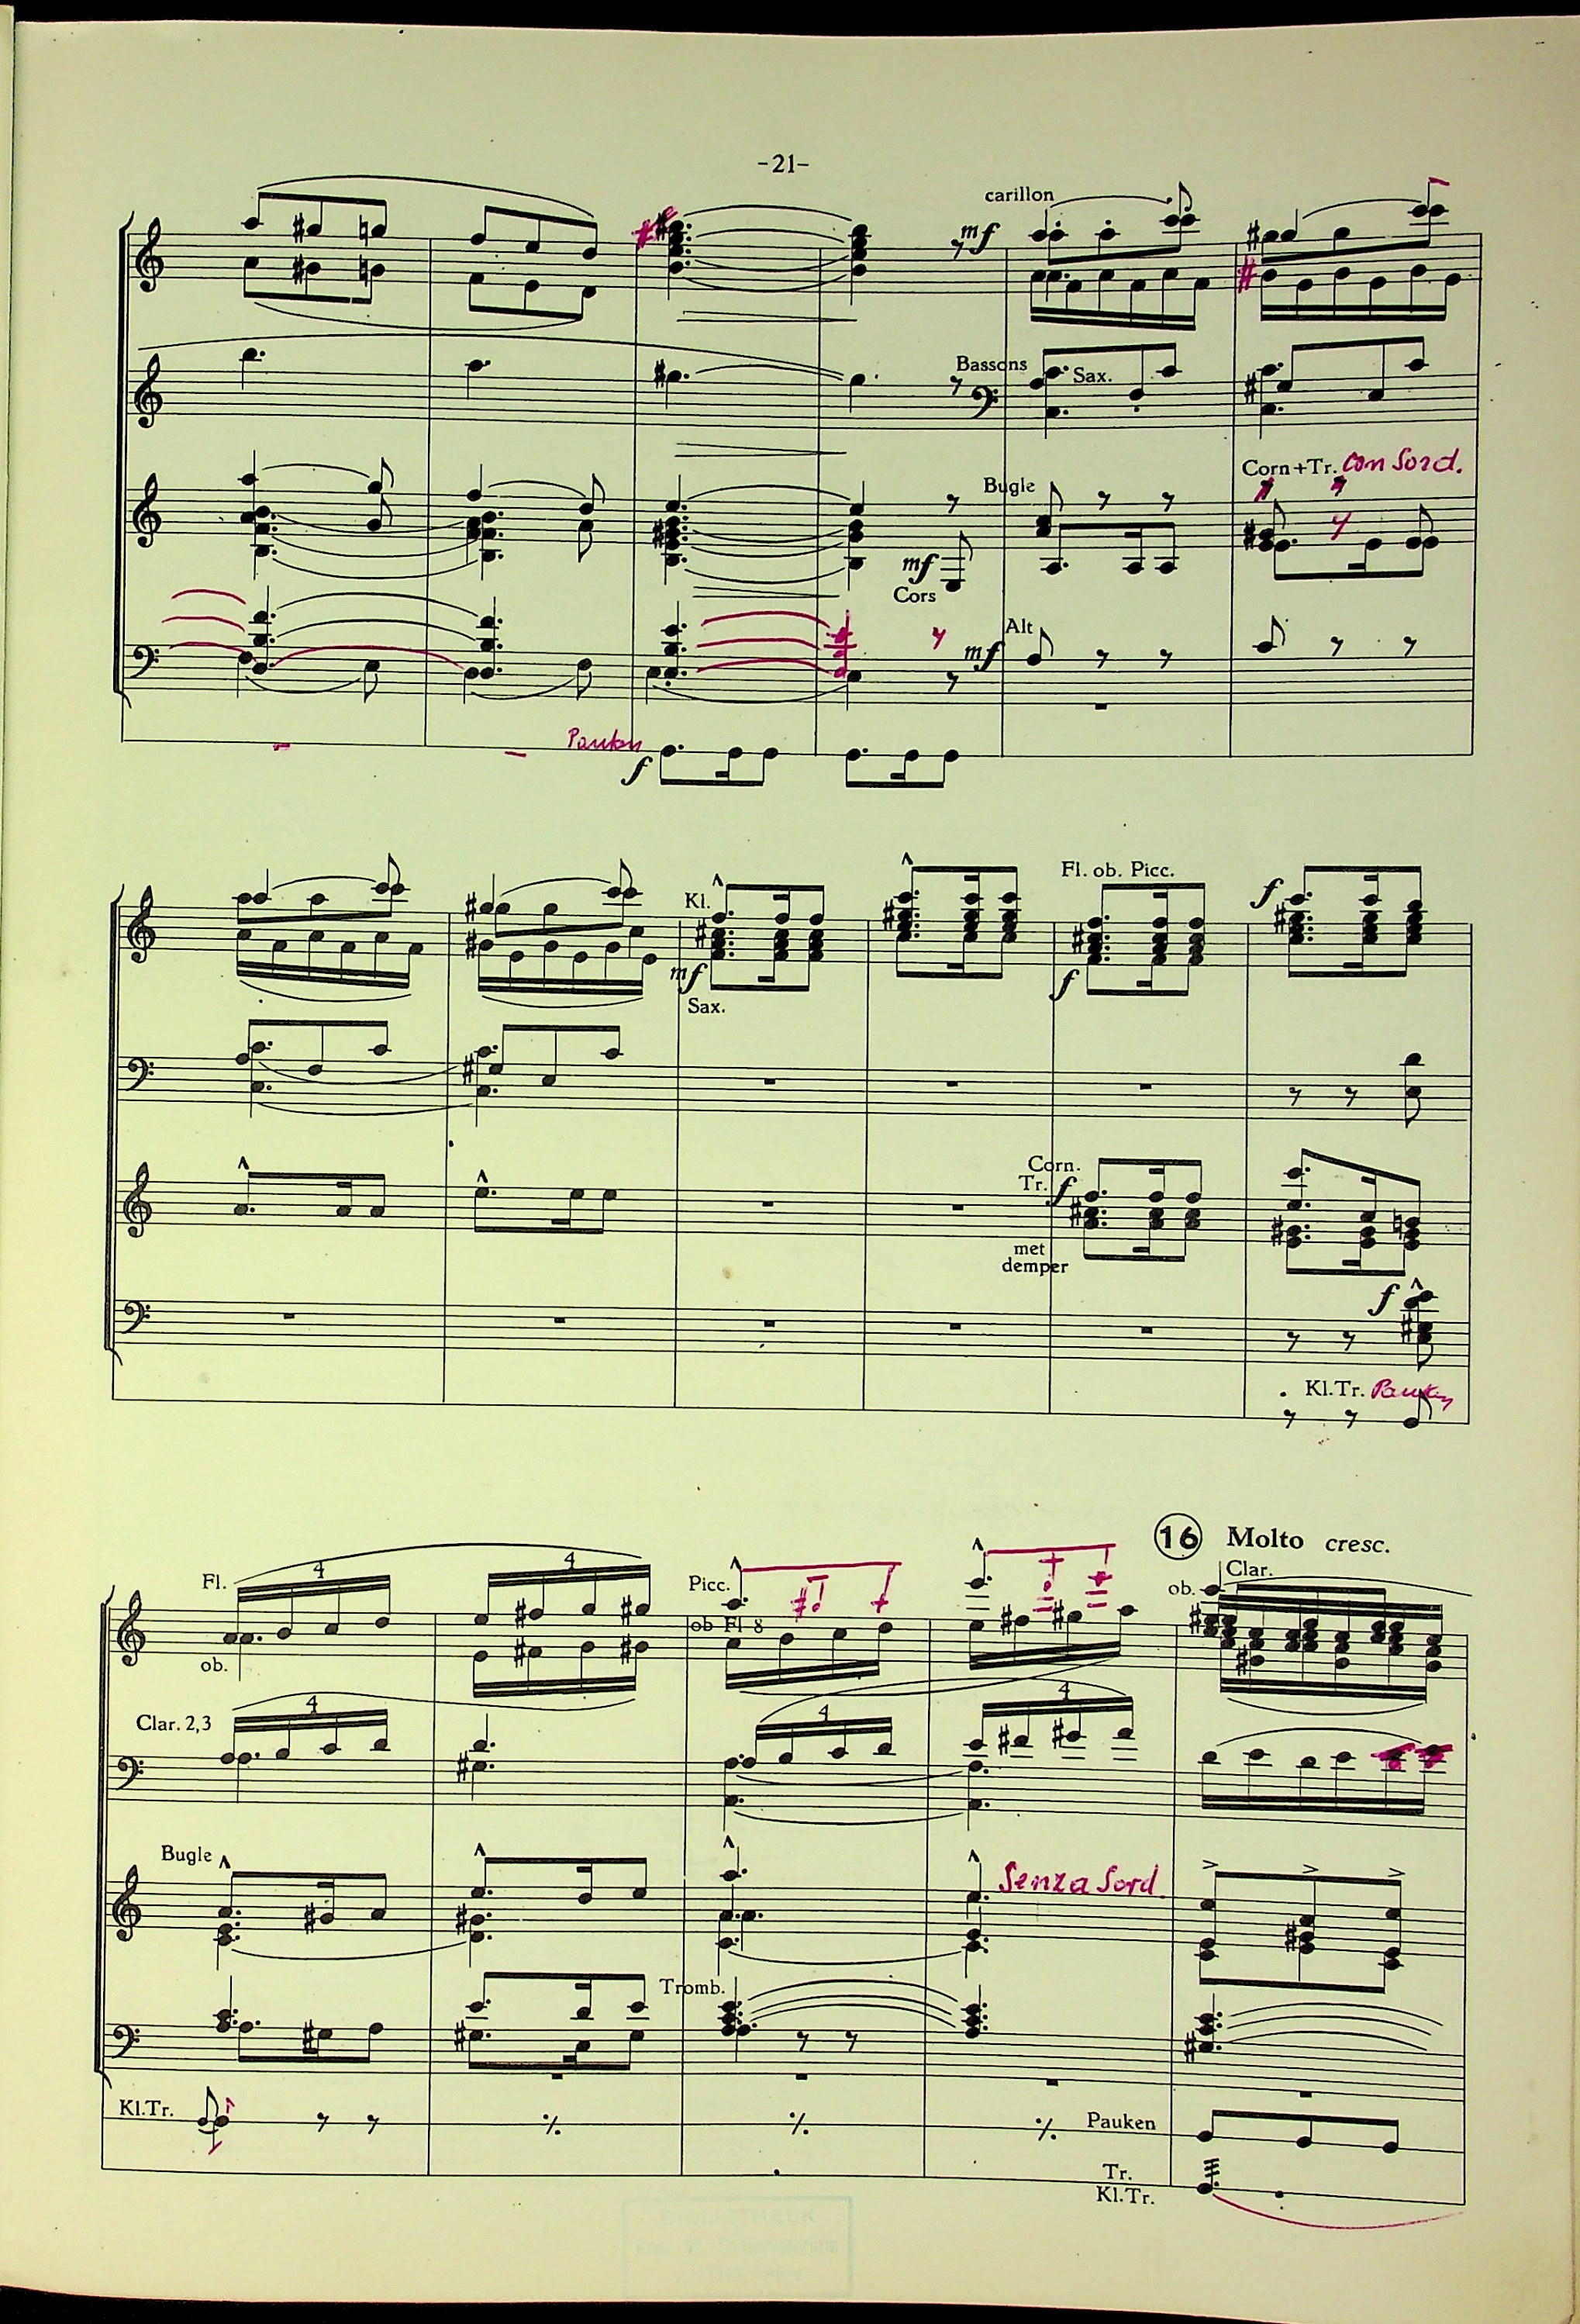 -21-
carillon
mf
Bassons
Sax.
Corn+Tr. Con Sord.
Bugle
mf
Cors
Alt
mf
Pauken
f
Fl. ob. Picc.
f
Kl.
mf
f
Sax.
Corn.
Tr. f
met
demper
f
Kl.Tr. Pauken
16 Molto cresc.
Fl.
4
4
Picc.
ob.
Clar.
ob Fl 8
ob.
Clar. 2,3
4
4
4
Bugle
Senza Sord.
Tromb.
Kl.Tr.
Pauken
Tr.
Kl.Tr.
BIBLIOTHEEK